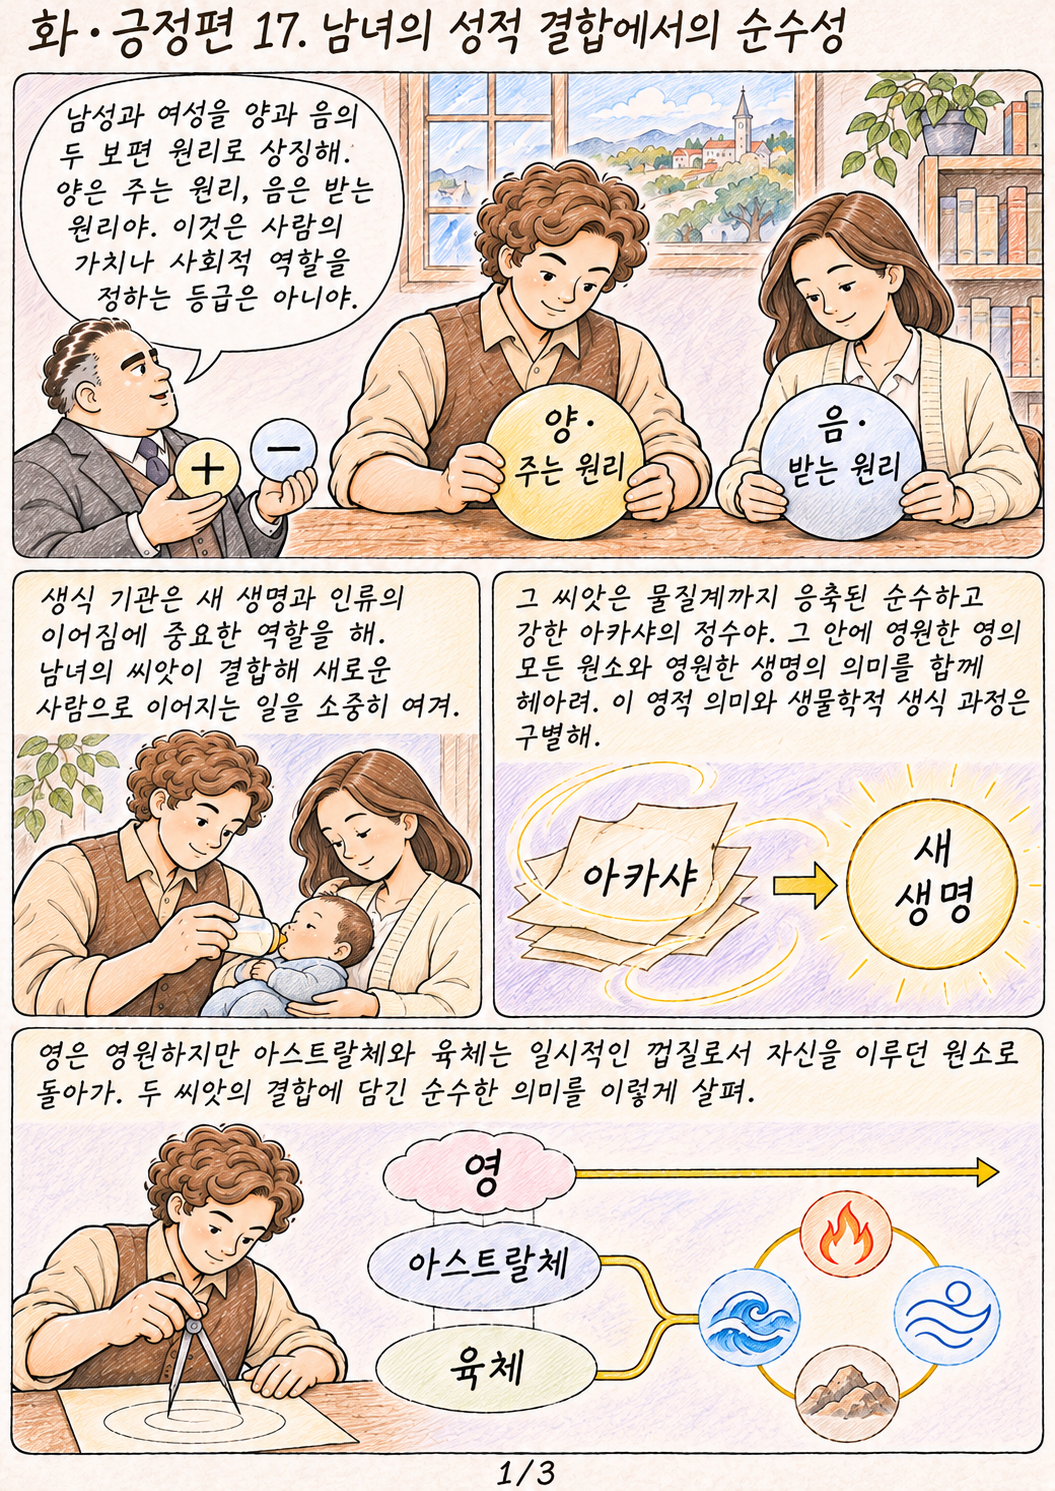 화·긍정편 17. 남녀의 성적 결합에서의 순수성
남성과 여성을 양과 음의
두 보편 원리로 상징해.
양은 주는 원리, 음은 받는
원리야. 이것은 사람의
가치나 사회적 역할을
정하는 등급은 아니야.
+
−
양·
주는 원리
음·
받는 원리
생식 기관은 새 생명과 인류의
이어짐에 중요한 역할을 해.
남녀의 씨앗이 결합해 새로운
사람으로 이어지는 일을 소중히 여겨.
그 씨앗은 물질계까지 응축된 순수하고
강한 아카샤의 정수야. 그 안에 영원한 영의
모든 원소와 영원한 생명의 의미를 함께
헤아려. 이 영적 의미와 생물학적 생식 과정은
구별해.
아카샤
새
생명
영은 영원하지만 아스트랄체와 육체는 일시적인 껍질로서 자신을 이루던 원소로
돌아가. 두 씨앗의 결합에 담긴 순수한 의미를 이렇게 살펴.
영
아스트랄체
육체
1/3